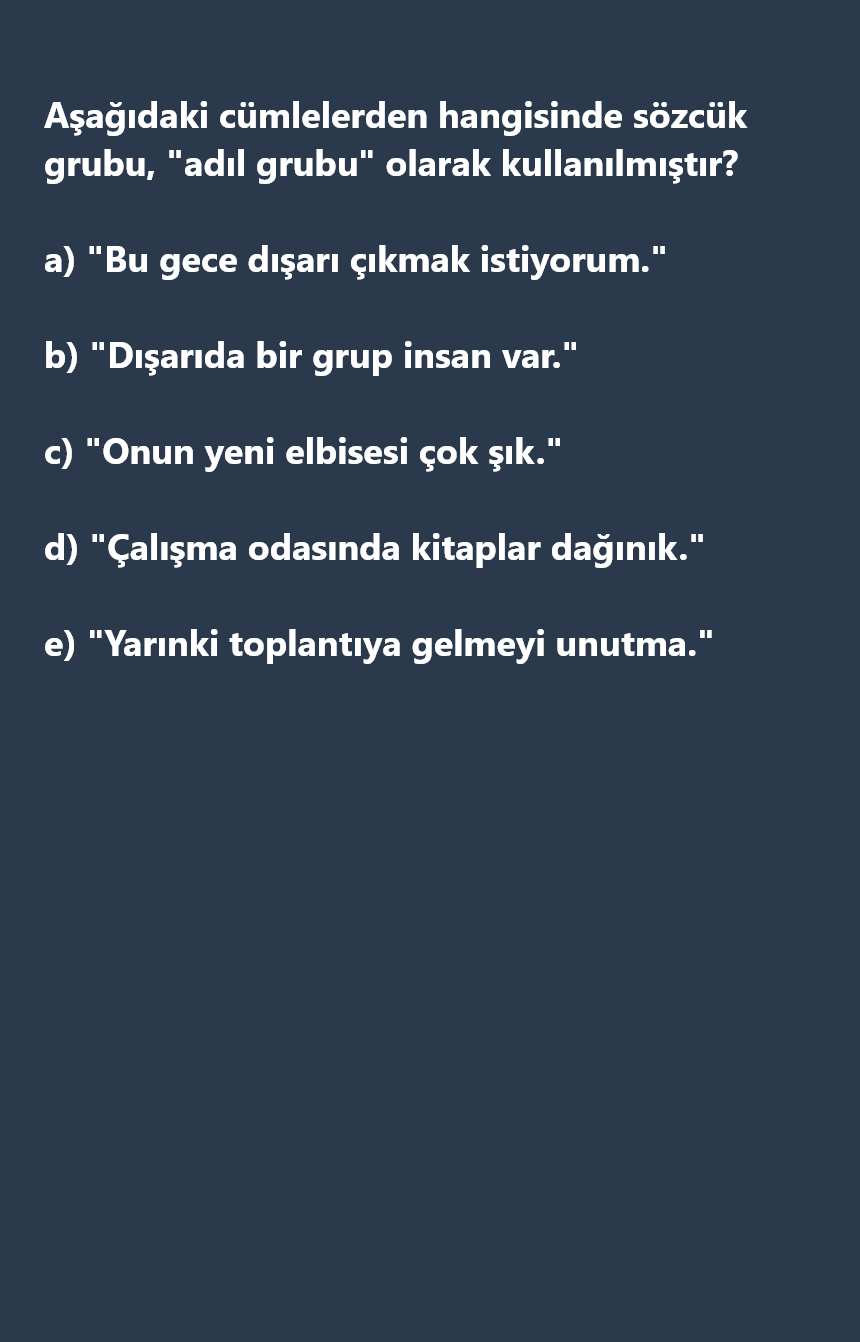 Aşağıdaki cümlelerden hangisinde sözcük
grubu, "adıl grubu" olarak kullanılmıştır?
a) "Bu gece dışarı çıkmak istiyorum."
b) "Dışarıda bir grup insan var."
c) "Onun yeni elbisesi çok şık."
d) "Çalışma odasında kitaplar dağınık."
e) "Yarınki toplantıya gelmeyi unutma."